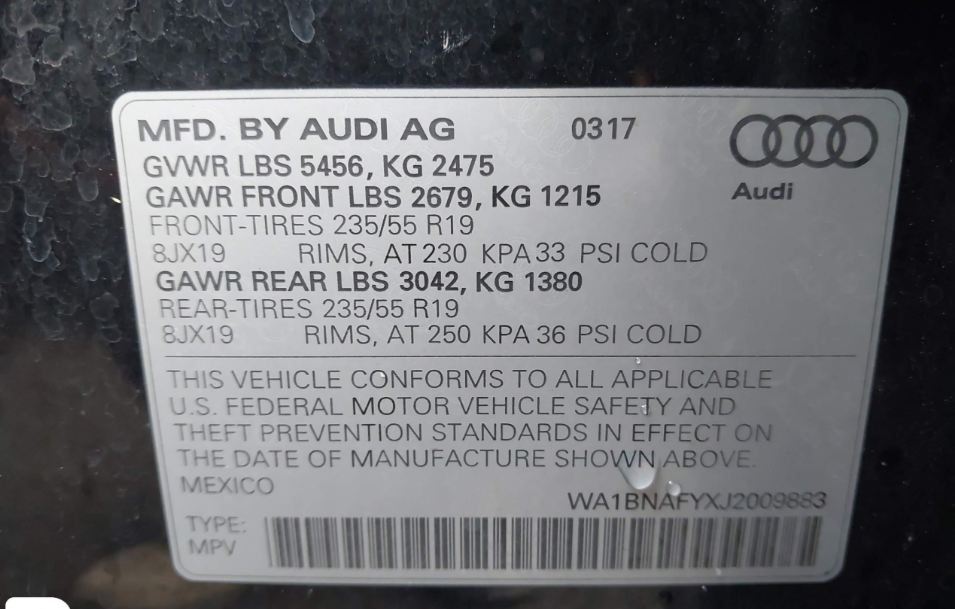 MFD. BY AUDI AG 0317
GVWR LBS 5456, KG 2475
GAWR FRONT LBS 2679, KG 1215
Audi
FRONT-TIRES 235/55 R19
8JX19 RIMS, AT 230 KPA 33 PSI COLD
GAWR REAR LBS 3042, KG 1380
REAR-TIRES 235/55 R19
8JX19 RIMS, AT 250 KPA 36 PSI COLD
THIS VEHICLE CONFORMS TO ALL APPLICABLE
U.S. FEDERAL MOTOR VEHICLE SAFETY AND
THEFT PREVENTION STANDARDS IN EFFECT ON
THE DATE OF MANUFACTURE SHOWN ABOVE.
MEXICO
WA1BNAFYXJ2009883
TYPE:
MPV